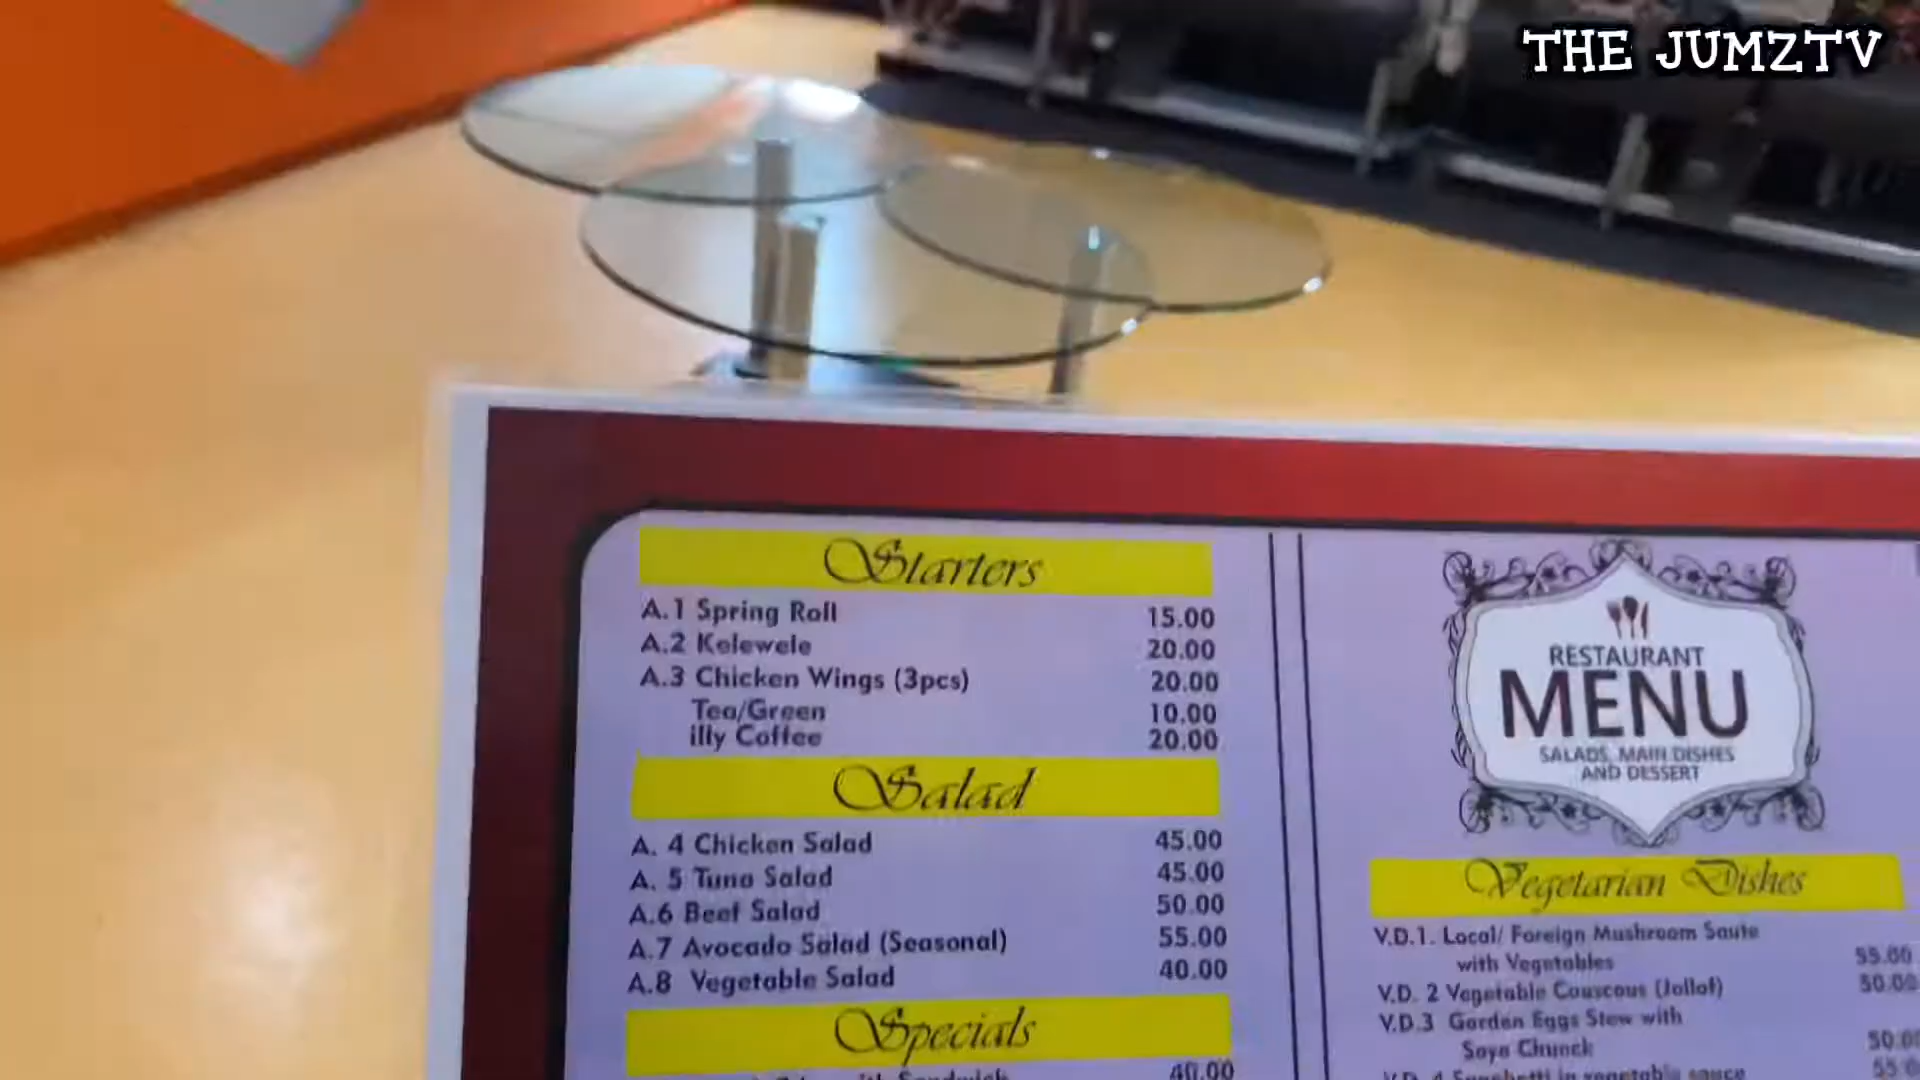 THE JUMZTV
Starters
A.1 Spring Roll 15.00
A.2 Kelewele 20.00
A.3 Chicken Wings (3pcs) 20.00
Tea/Green 10.00
illy Coffee 20.00
Salad
A. 4 Chicken Salad 45.00
A. 5 Tuna Salad 45.00
A.6 Beef Salad 50.00
A.7 Avocado Salad (Seasonal) 55.00
A.8 Vegetable Salad 40.00
Specials
with Sandwich 40.00
RESTAURANT
MENU
SALADS, MAIN DISHES
AND DESSERT
Vegetarian Dishes
V.D.1. Local/ Foreign Mushroom Saute
with Vegetables 55.00
V.D. 2 Vegetable Couscous (Jollof) 50.00
V.D.3 Garden Eggs Stew with
Soya Chunck 50.00
V.D. 4 Spaghetti in vegetable sauce 55.0